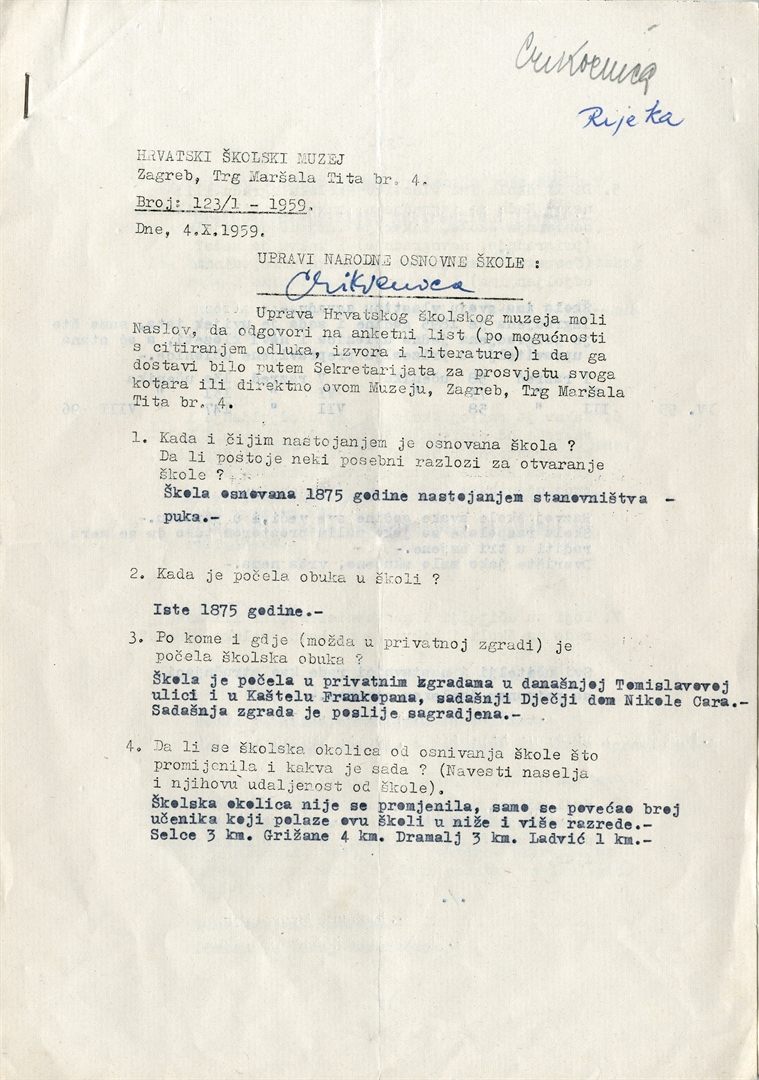 Crikvenica
Rijeka
HRVATSKI ŠKOLSKI MUZEJ
Zagreb, Trg Maršala Tita br. 4.
Broj: 123/1 - 1959.
Dne, 4.X.1959.
UPRAVI NARODNE OSNOVNE ŠKOLE :
Crikvenica
Uprava Hrvatskog školskog muzeja moli
Naslov, da odgovori na anketni list (po mogućnosti
s citiranjem odluka, izvora i literature) i da ga
dostavi bilo putem Sekretarijata za prosvjetu svoga
kotara ili direktno ovom Muzeju, Zagreb, Trg Maršala
Tita br. 4.
1. Kada i čijim nastojanjem je osnovana škola ?
Da li postoje neki posebni razlozi za otvaranje
škole ?
Škola osnovana 1875 godine nastojanjem stanovništva -
puka.-
2. Kada je počela obuka u školi ?
Iste 1875 godine.-
3. Po kome i gdje (možda u privatnoj zgradi) je
počela školska obuka ?
Škola je počela u privatnim zgradama u današnjoj Tomislavovoj
ulici i u Kaštelu Frankopana, sadašnji Dječji dom Nikole Cara.-
Sadašnja zgrada je poslije sagradjena.-
4. Da li se školska okolica od osnivanja škole što
promijenila i kakva je sada ? (Navesti naselja
i njihovu udaljenost od škole).
Školska okolica nije se promjenila, samo se povećao broj
učenika koji polaze ovu školi u niže i više razrede.-
Selce 3 km. Grižane 4 km. Dramalj 3 km. Ladvić 1 km.-
./.